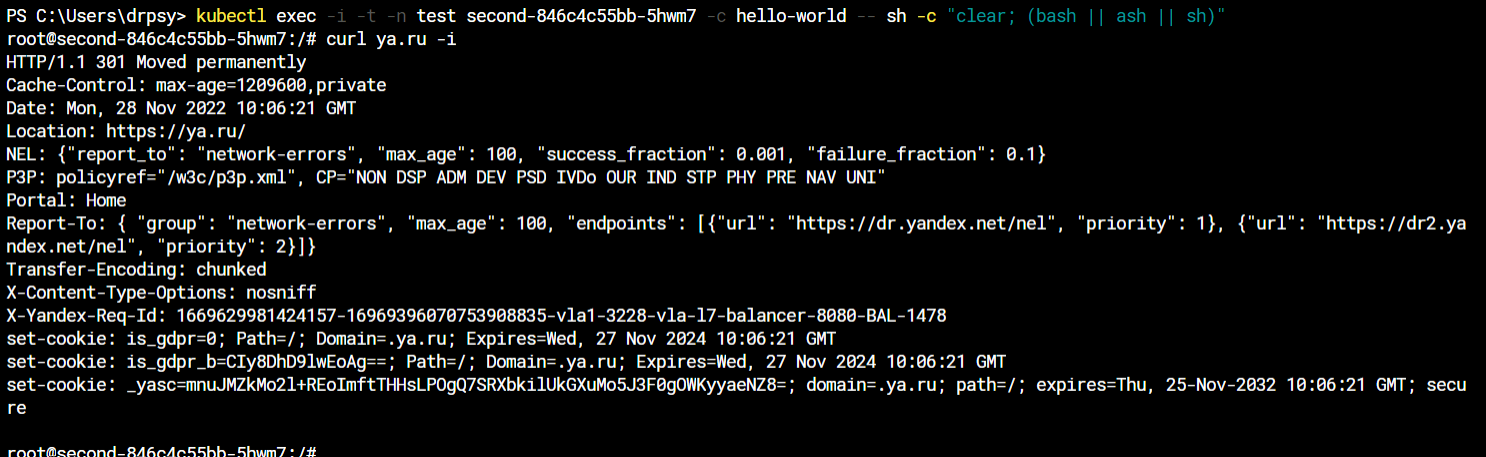 PS C:\Users\drpsy> kubectl exec -i -t -n test second-846c4c55bb-5hwm7 -c hello-world -- sh -c "clear; (bash || ash || sh)"
root@second-846c4c55bb-5hwm7:/# curl ya.ru -i
HTTP/1.1 301 Moved permanently
Cache-Control: max-age=1209600,private
Date: Mon, 28 Nov 2022 10:06:21 GMT
Location: https://ya.ru/
NEL: {"report_to": "network-errors", "max_age": 100, "success_fraction": 0.001, "failure_fraction": 0.1}
P3P: policyref="/w3c/p3p.xml", CP="NON DSP ADM DEV PSD IVDo OUR IND STP PHY PRE NAV UNI"
Portal: Home
Report-To: { "group": "network-errors", "max_age": 100, "endpoints": [{"url": "https://dr.yandex.net/nel", "priority": 1}, {"url": "https://dr2.ya
ndex.net/nel", "priority": 2}]}
Transfer-Encoding: chunked
X-Content-Type-Options: nosniff
X-Yandex-Req-Id: 1669629981424157-16969396070753908835-vla1-3228-vla-l7-balancer-8080-BAL-1478
set-cookie: is_gdpr=0; Path=/; Domain=.ya.ru; Expires=Wed, 27 Nov 2024 10:06:21 GMT
set-cookie: is_gdpr_b=CIy8DhD9lwEoAg==; Path=/; Domain=.ya.ru; Expires=Wed, 27 Nov 2024 10:06:21 GMT
set-cookie: _yasc=mnuJMZkMo2l+REoImftTHHsLPOgQ7SRXbkilUkGXuMo5J3F0gOWKyyaeNZ8=; domain=.ya.ru; path=/; expires=Thu, 25-Nov-2032 10:06:21 GMT; secu
re
root@second-846c4c55bb-5hwm7:/#